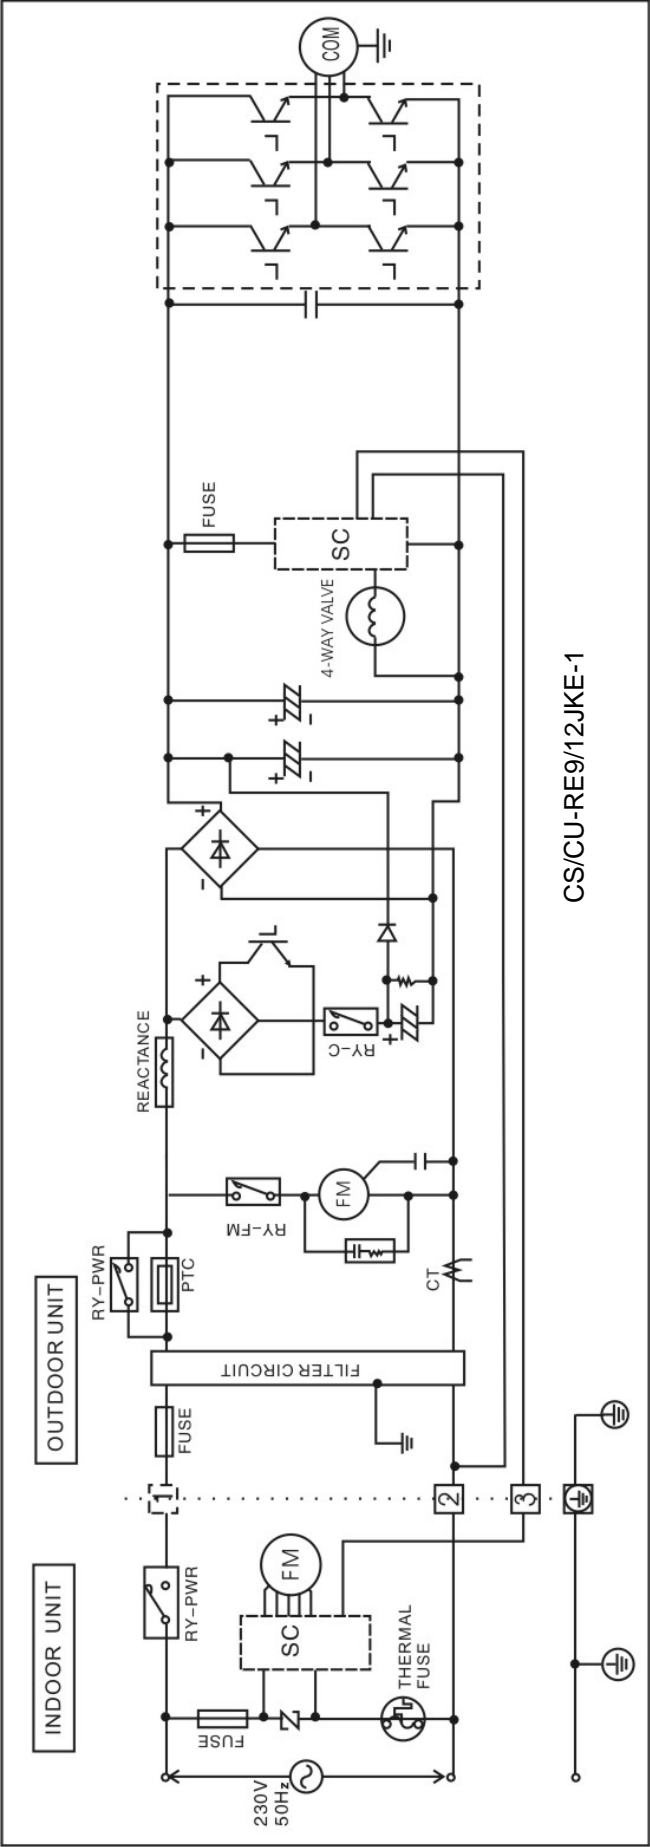 COM
FUSE
SC
4-WAY VALVE
+
−
+
−
+
−
CS/CU-RE9/12JKE-1
+
−
REACTANCE
RY-C
+
FM
RY-FM
RY-PWR
PTC
CT
OUTDOOR UNIT
FILTER CIRCUIT
FUSE
1
2
3
INDOOR UNIT
RY-PWR
FM
SC
THERMAL
FUSE
FUSE
230V
50Hz